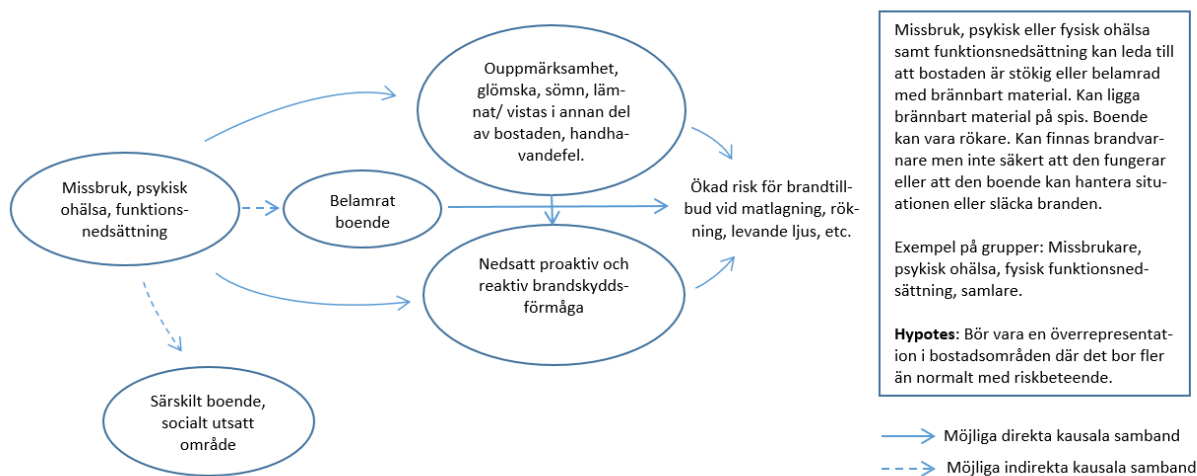 Missbruk, psykisk
ohälsa, funktions-
nedsättning
Ouppmärksamhet,
glömska, sömn, läm-
nat/ vistas i annan del
av bostaden, handha-
vandefel.
Belamrat
boende
Nedsatt proaktiv och
reaktiv brandskydds-
förmåga
Särskilt boende,
socialt utsatt
område
Ökad risk för brandtill-
bud vid matlagning, rök-
ning, levande ljus, etc.
Missbruk, psykisk eller fysisk ohälsa
samt funktionsnedsättning kan leda till
att bostaden är stökig eller belamrad
med brännbart material. Kan ligga
brännbart material på spis. Boende
kan vara rökare. Kan finnas brandvar-
nare men inte säkert att den fungerar
eller att den boende kan hantera situ-
ationen eller släcka branden.
Exempel på grupper: Missbrukare,
psykisk ohälsa, fysisk funktionsned-
sättning, samlare.
Hypotes: Bör vara en överrepresentat-
ion i bostadsområden där det bor fler
än normalt med riskbeteende.
Möjliga direkta kausala samband
Möjliga indirekta kausala samband